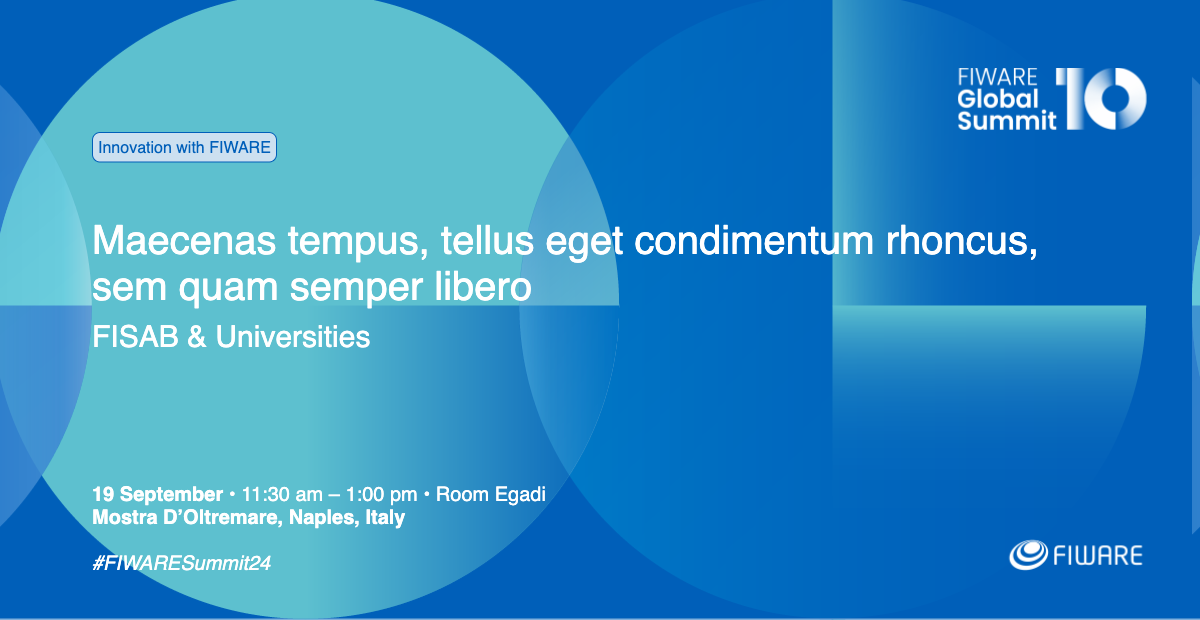 FIWARE
Global
Summit
10
Innovation with FIWARE
Maecenas tempus, tellus eget condimentum rhoncus,
sem quam semper libero
FISAB & Universities
19 September • 11:30 am – 1:00 pm • Room Egadi
Mostra D’Oltremare, Naples, Italy
#FIWARESummit24
FIWARE